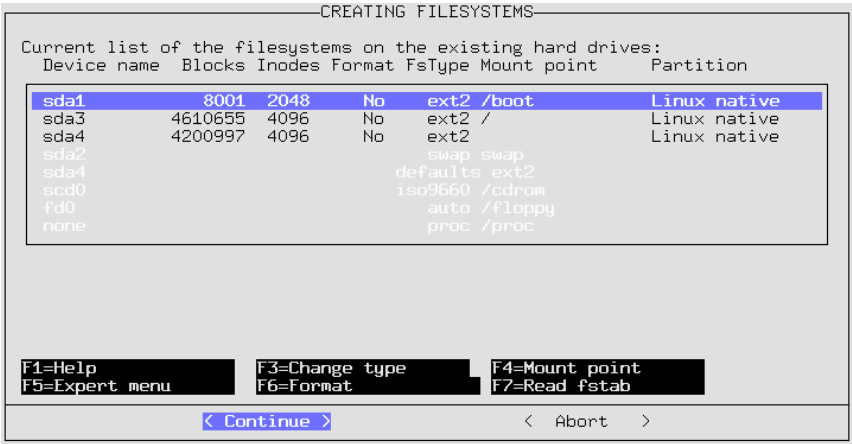 CREATING FILESYSTEMS
Current list of the filesystems on the existing hard drives:
Device name Blocks Inodes Format FsType Mount point Partition
sda1 8001 2048 No ext2 /boot Linux native
sda3 4610655 4096 No ext2 / Linux native
sda4 4200997 4096 No ext2 Linux native
sda2 swap swap
sda4 defaults ext2
scd0 iso9660 /cdrom
fd0 auto /floppy
none proc /proc
F1=Help F3=Change type F4=Mount point
F5=Expert menu F6=Format F7=Read fstab
< Continue > < Abort >